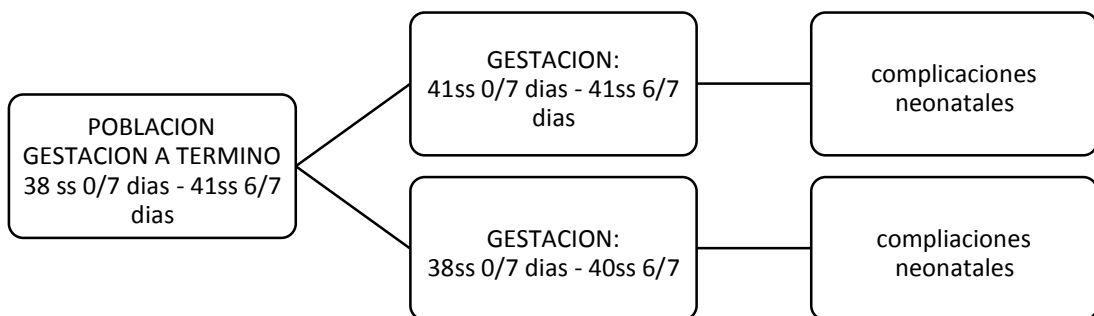 POBLACION
GESTACION A TERMINO
38 ss 0/7 dias - 41ss 6/7
dias
GESTACION:
41ss 0/7 dias - 41ss 6/7
dias
complicaciones
neonatales
GESTACION:
38ss 0/7 dias - 40ss 6/7
compliaciones
neonatales